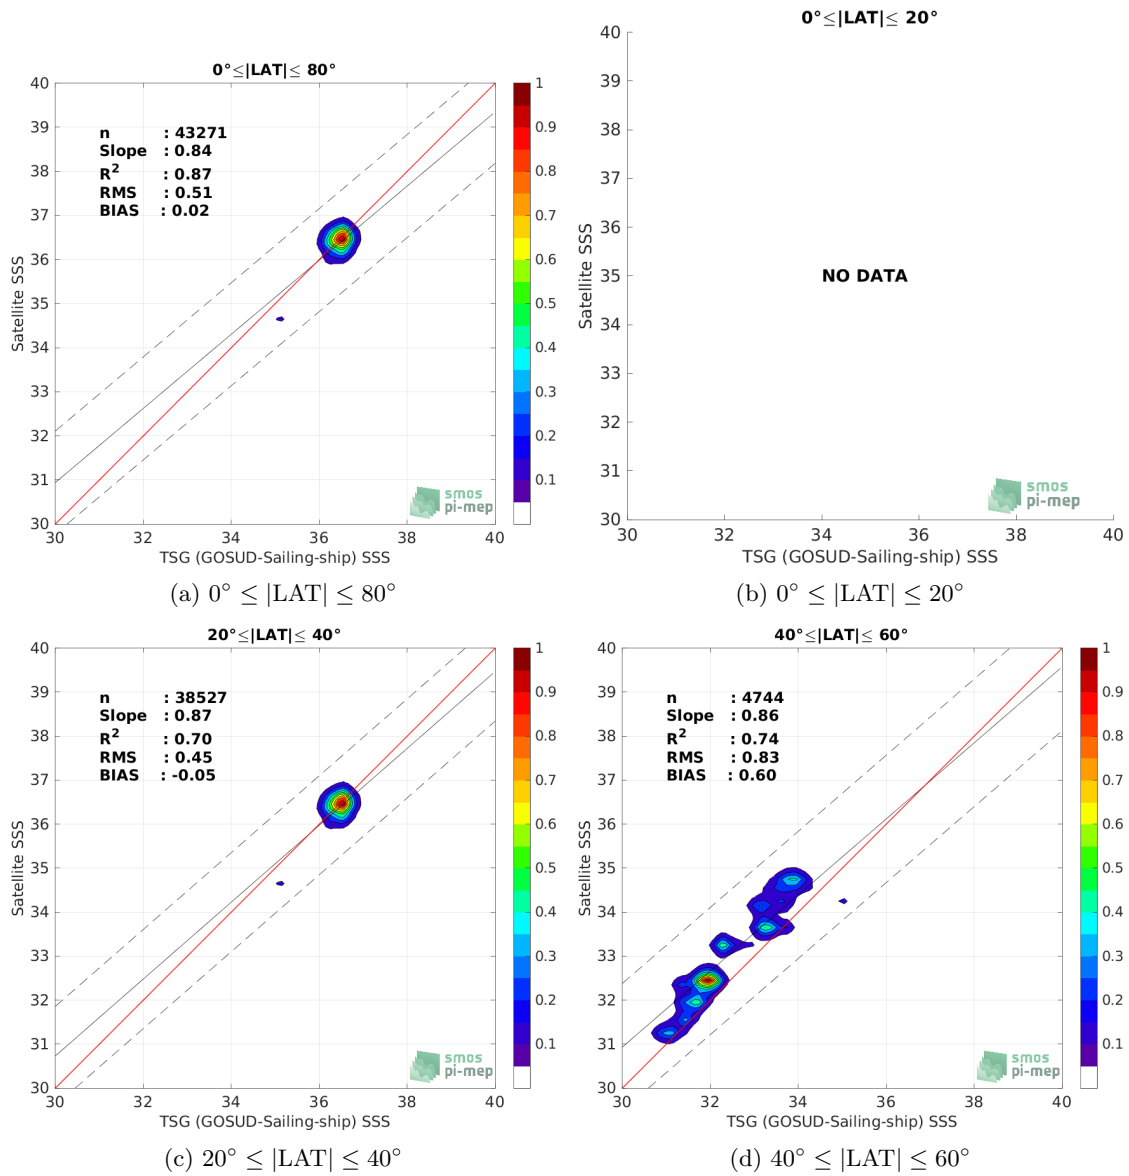 0°≤|LAT|≤ 80°
40
39
38
37
36
35
34
33
32
31
30
n : 43271
Slope : 0.84
R² : 0.87
RMS : 0.51
BIAS : 0.02
1
0.9
0.8
0.7
0.6
0.5
0.4
0.3
0.2
0.1
Satellite SSS
smos
pi-mep
30 32 34 36 38 40
TSG (GOSUD-Sailing-ship) SSS
(a) 0° ≤ |LAT| ≤ 80°
0°≤|LAT|≤ 20°
40
39
38
37
36
35
34
33
32
31
30
Satellite SSS
NO DATA
smos
pi-mep
30 32 34 36 38 40
TSG (GOSUD-Sailing-ship) SSS
(b) 0° ≤ |LAT| ≤ 20°
20°≤|LAT|≤ 40°
40
39
38
37
36
35
34
33
32
31
30
n : 38527
Slope : 0.87
R² : 0.70
RMS : 0.45
BIAS : -0.05
1
0.9
0.8
0.7
0.6
0.5
0.4
0.3
0.2
0.1
Satellite SSS
smos
pi-mep
30 32 34 36 38 40
TSG (GOSUD-Sailing-ship) SSS
(c) 20° ≤ |LAT| ≤ 40°
40°≤|LAT|≤ 60°
40
39
38
37
36
35
34
33
32
31
30
n : 4744
Slope : 0.86
R² : 0.74
RMS : 0.83
BIAS : 0.60
1
0.9
0.8
0.7
0.6
0.5
0.4
0.3
0.2
0.1
Satellite SSS
smos
pi-mep
30 32 34 36 38 40
TSG (GOSUD-Sailing-ship) SSS
(d) 40° ≤ |LAT| ≤ 60°